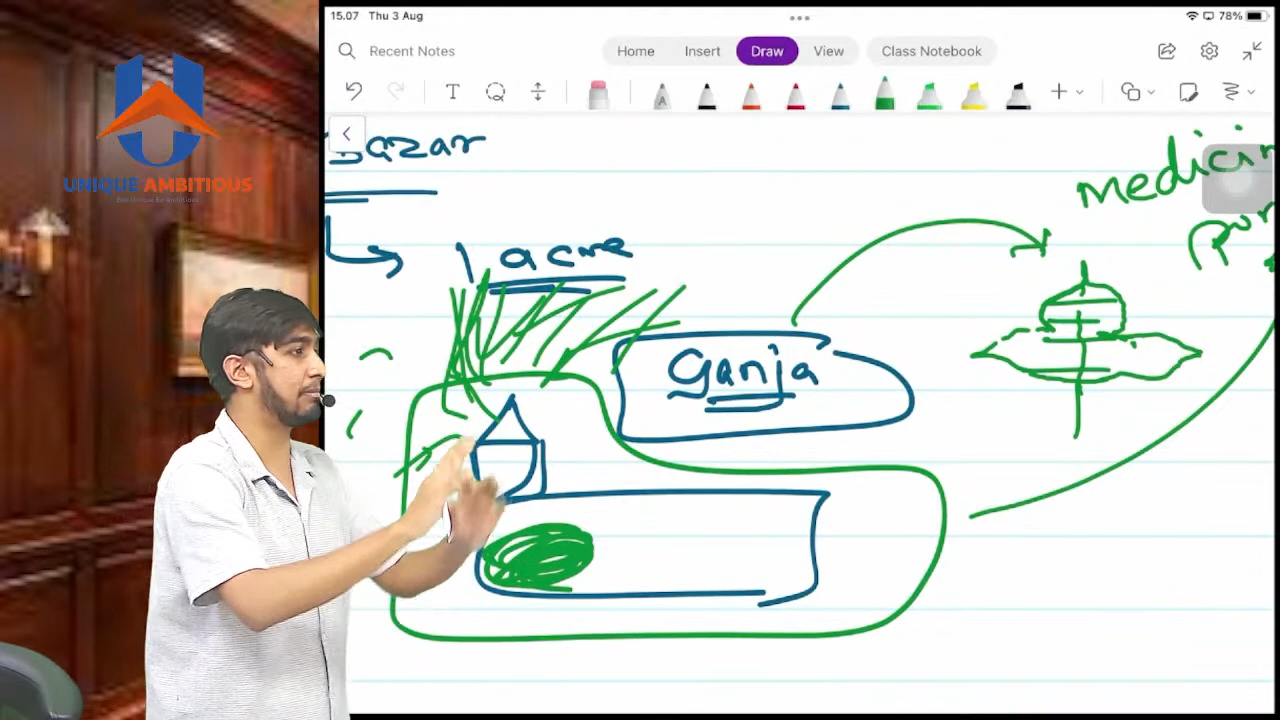 15.07 Thu 3 Aug
78%
Recent Notes
Home Insert Draw View Class Notebook
T
A
Bazar
medicin
1 acre
Ganja
UNIQUE AMBITIOUS